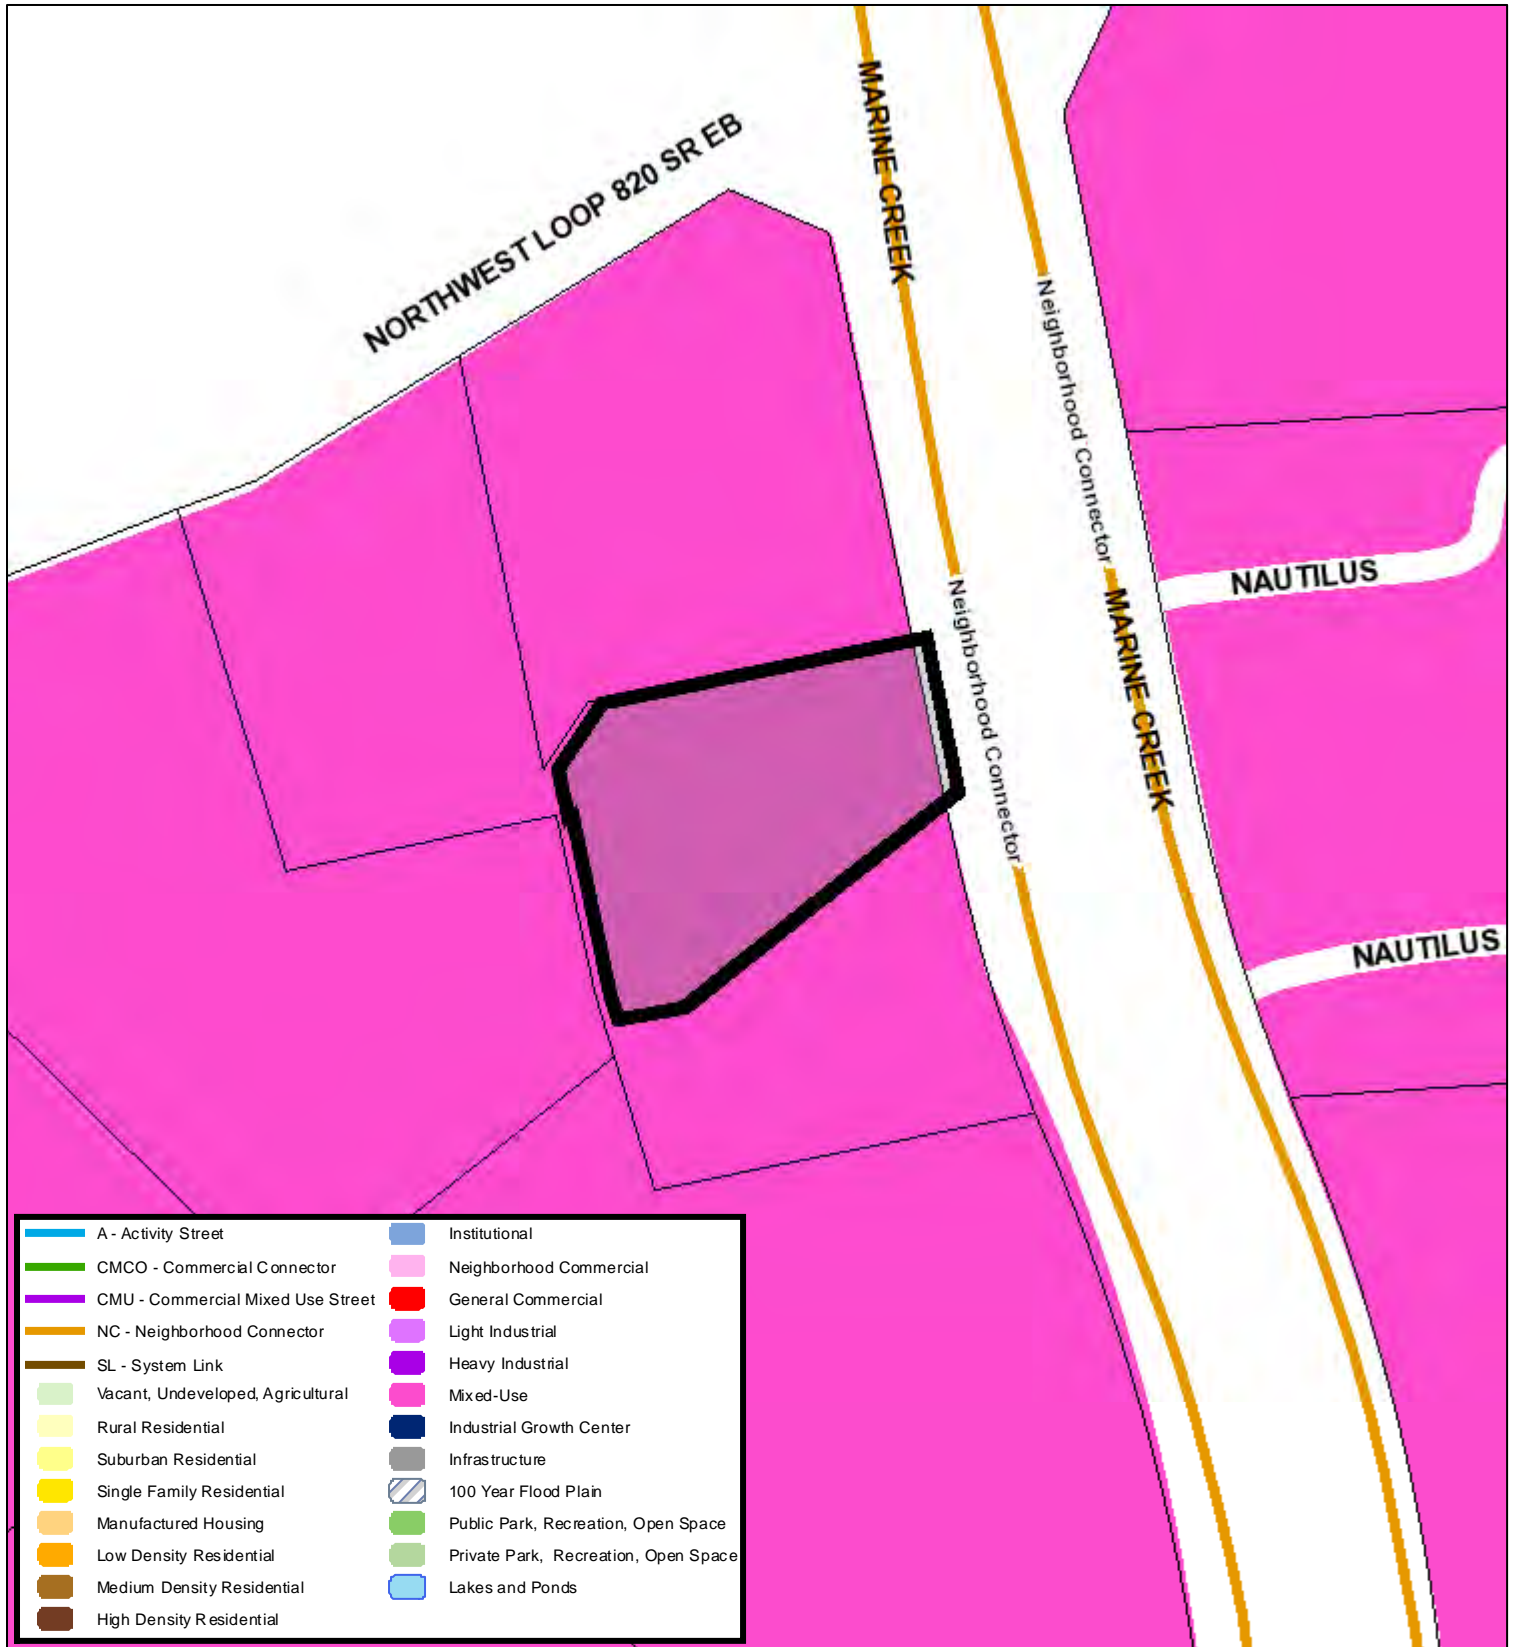 NORTHWEST LOOP 820 SR EB
MARINE CREEK
Neighborhood Connector
Neighborhood Connector
MARINE CREEK
NAUTILUS
NAUTILUS
A - Activity Street
CMCO - Commercial Connector
CMU - Commercial Mixed Use Street
NC - Neighborhood Connector
SL - System Link
Vacant, Undeveloped, Agricultural
Rural Residential
Suburban Residential
Single Family Residential
Manufactured Housing
Low Density Residential
Medium Density Residential
High Density Residential
Institutional
Neighborhood Commercial
General Commercial
Light Industrial
Heavy Industrial
Mixed-Use
Industrial Growth Center
Infrastructure
100 Year Flood Plain
Public Park, Recreation, Open Space
Private Park, Recreation, Open Space
Lakes and Ponds